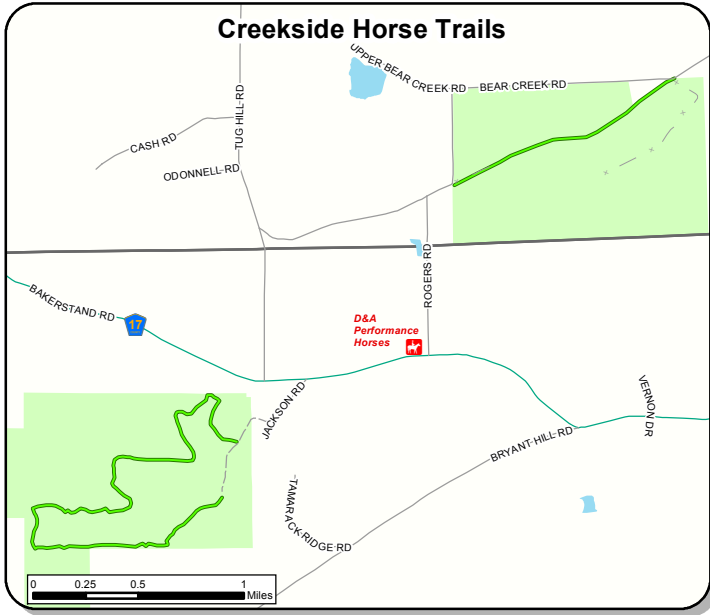 Creekside Horse Trails
UPPER BEAR CREEK RD
BEAR CREEK RD
TUG HILL RD
CASH RD
ODONNELL RD
ROGERS RD
BAKERSTAND RD
17
D&A
Performance
Horses
JACKSON RD
VERNON DR
BRYANT HILL RD
TAMARACK RIDGE RD
0 0.25 0.5 1
Miles